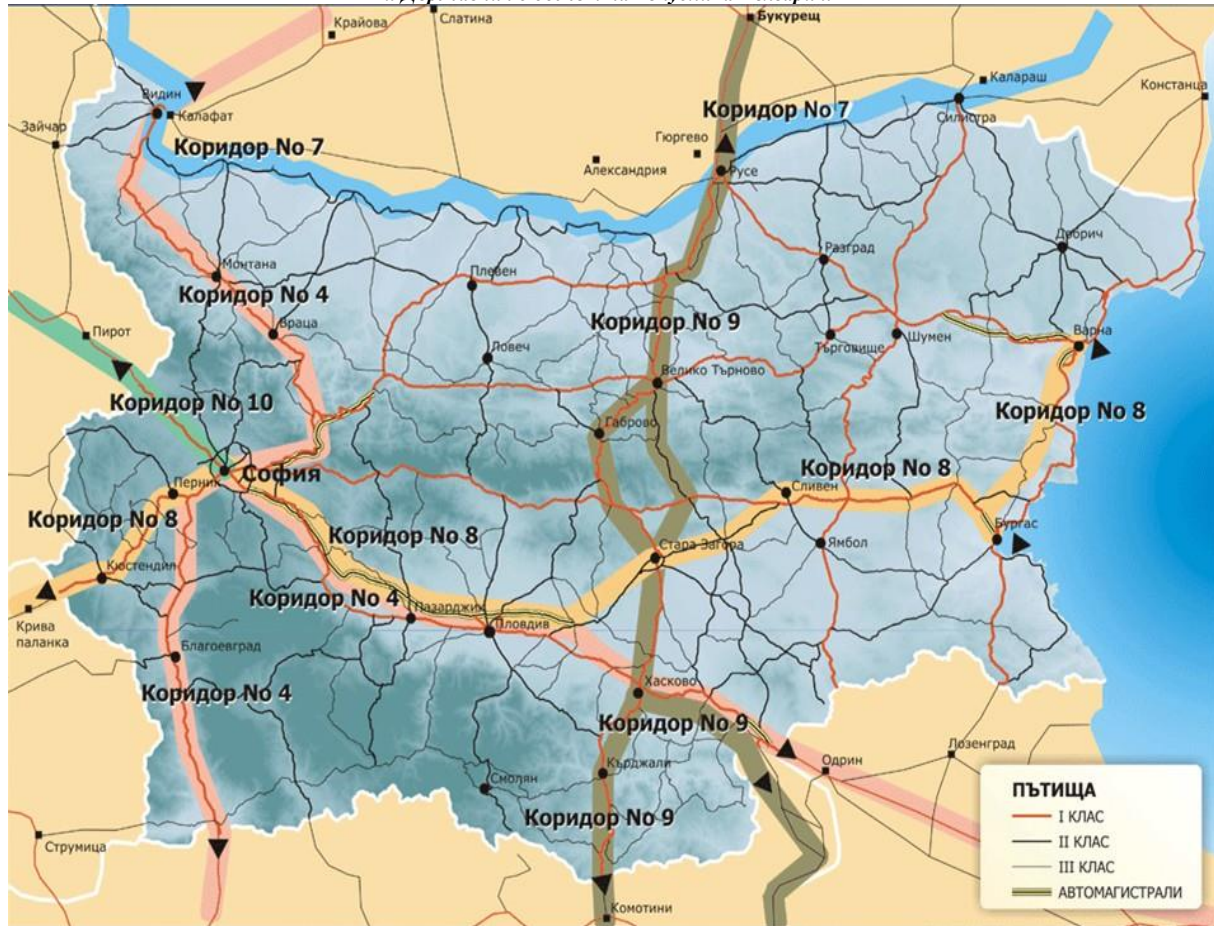 Букурещ
Крайова
Слатина
Калараш
Констанца
Видин
Калафат
Зайчар
Коридор No 7
Коридор No 7
Гюргево
Александрия
Русе
Силистра
Добрич
Разград
Монтана
Плевен
Коридор No 4
Коридор No 9
Враца
Пирот
Ловеч
Търговище
Шумен
Варна
Велико Търново
Коридор No 10
Коридор No 8
Габрово
София
Коридор No 8
Перник
Сливен
Коридор No 8
Коридор No 8
Бургас
Ямбол
Стара Загора
Кюстендил
Коридор No 4
Пазарджик
Пловдив
Крива
паланка
Благоевград
Коридор No 4
Хасково
Коридор No 9
Одрин
Лозенград
Кърджали
Смолян
Коридор No 9
Струмица
Комотини
ПЪТИЩА
I КЛАС
II КЛАС
III КЛАС
АВТОМАГИСТРАЛИ